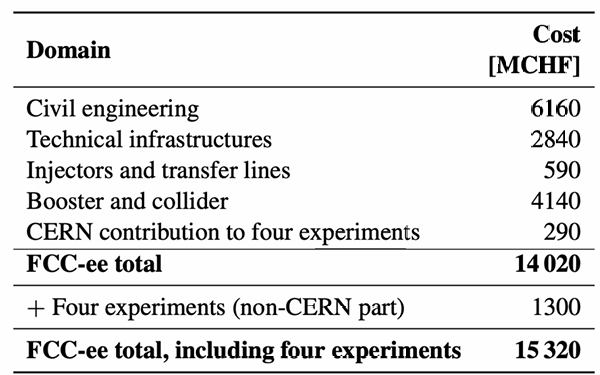 Domain Cost [MCHF]
Civil engineering 6160
Technical infrastructures 2840
Injectors and transfer lines 590
Booster and collider 4140
CERN contribution to four experiments 290
FCC-ee total 14 020
+ Four experiments (non-CERN part) 1300
FCC-ee total, including four experiments 15 320